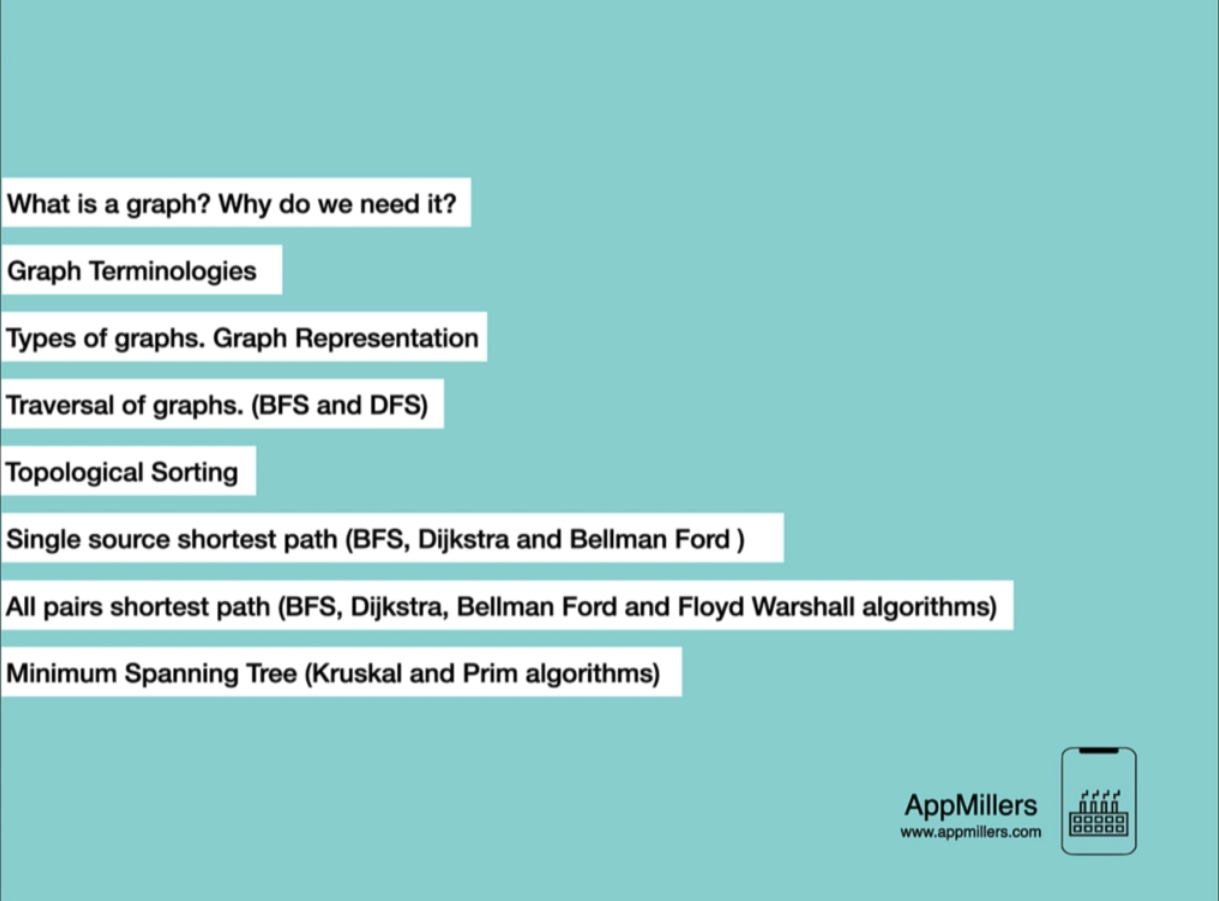 What is a graph? Why do we need it?
Graph Terminologies
Types of graphs. Graph Representation
Traversal of graphs. (BFS and DFS)
Topological Sorting
Single source shortest path (BFS, Dijkstra and Bellman Ford )
All pairs shortest path (BFS, Dijkstra, Bellman Ford and Floyd Warshall algorithms)
Minimum Spanning Tree (Kruskal and Prim algorithms)
AppMillers
www.appmillers.com